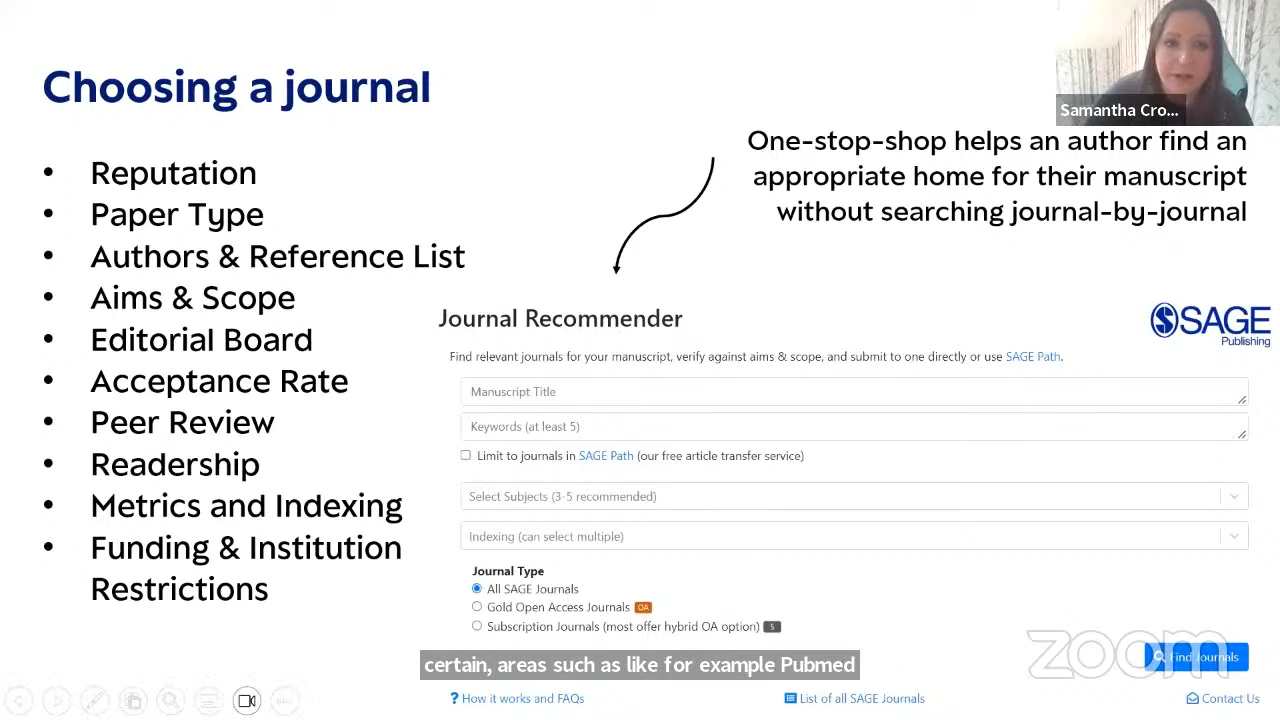 Choosing a journal
Samantha Cro...
One-stop-shop helps an author find an
appropriate home for their manuscript
without searching journal-by-journal
• Reputation
• Paper Type
• Authors & Reference List
• Aims & Scope
• Editorial Board
• Acceptance Rate
• Peer Review
• Readership
• Metrics and Indexing
• Funding & Institution
Restrictions
Journal Recommender
SAGE
Publishing
Find relevant journals for your manuscript, verify against aims & scope, and submit to one directly or use SAGE Path.
Manuscript Title
Keywords (at least 5)
Limit to journals in SAGE Path (our free article transfer service)
Select Subjects (3-5 recommended)
Indexing (can select multiple)
Journal Type
All SAGE Journals
Gold Open Access Journals OA
Subscription Journals (most offer hybrid OA option) S
zoom
Find Journals
certain, areas such as like for example Pubmed
? How it works and FAQs
List of all SAGE Journals
Contact Us